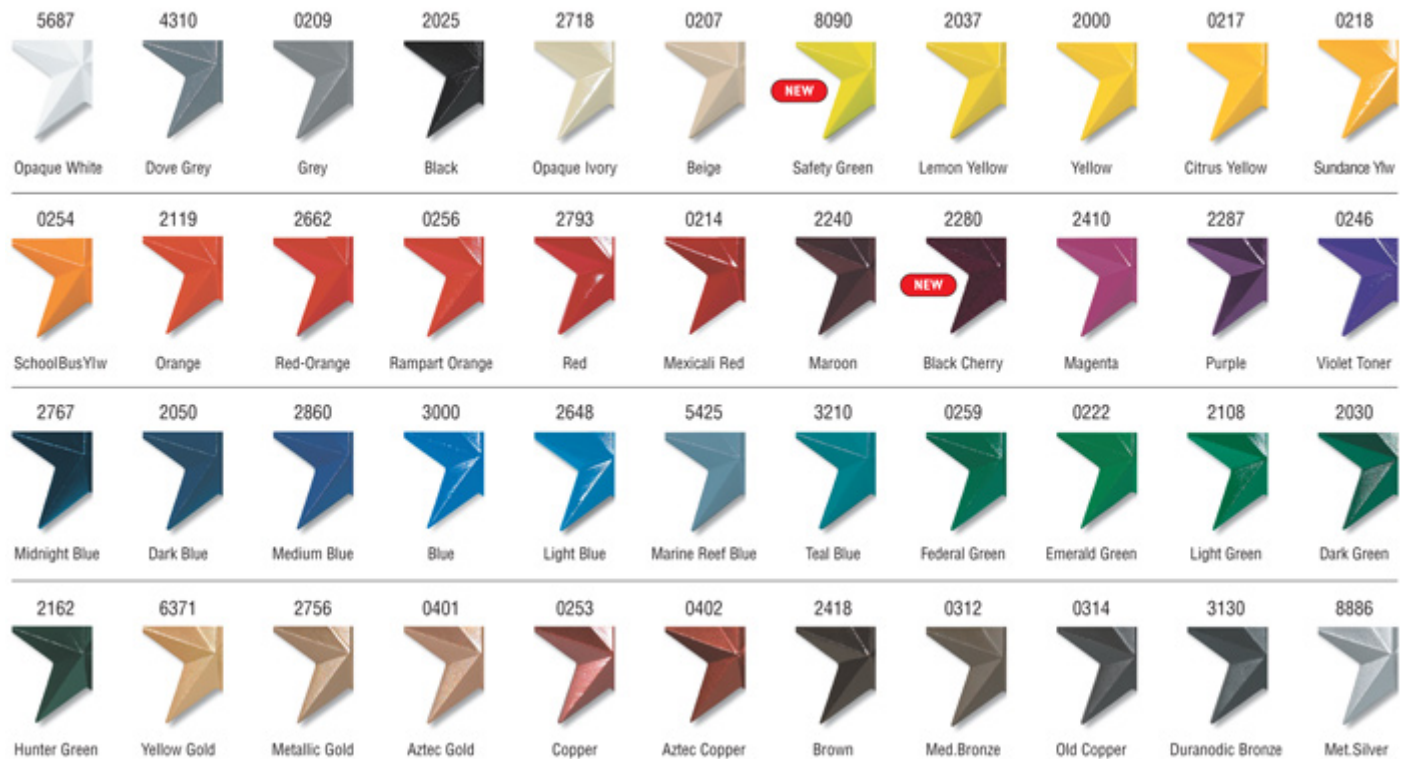 5687 4310 0209 2025 2718 0207 8090 2037 2000 0217 0218
NEW
Opaque White Dove Grey Grey Black Opaque Ivory Beige Safety Green Lemon Yellow Yellow Citrus Yellow Sundance Ylw
0254 2119 2662 0256 2793 0214 2240 2280 2410 2287 0246
NEW
SchoolBusYlw Orange Red-Orange Rampart Orange Red Mexicali Red Maroon Black Cherry Magenta Purple Violet Toner
2767 2050 2860 3000 2648 5425 3210 0259 0222 2108 2030
Midnight Blue Dark Blue Medium Blue Blue Light Blue Marine Reef Blue Teal Blue Federal Green Emerald Green Light Green Dark Green
2162 6371 2756 0401 0253 0402 2418 0312 0314 3130 8886
Hunter Green Yellow Gold Metallic Gold Aztec Gold Copper Aztec Copper Brown Med.Bronze Old Copper Duranodic Bronze Met.Silver